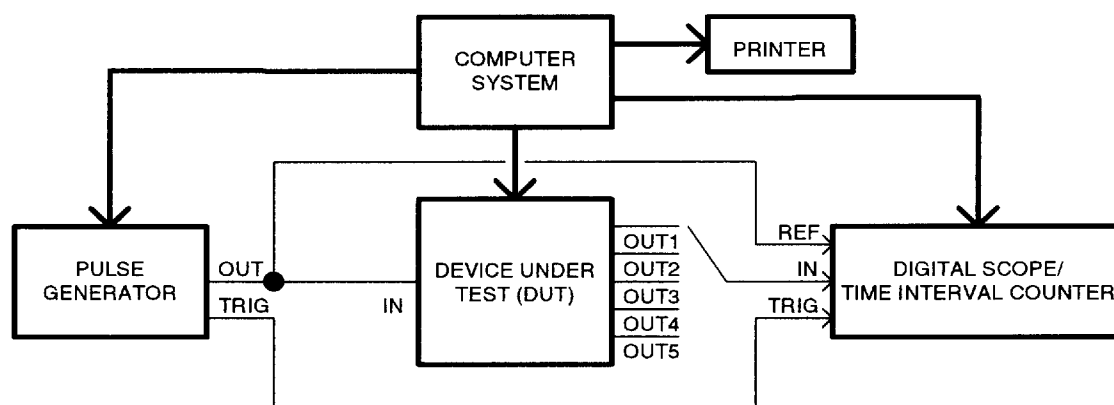 COMPUTER
SYSTEM
PRINTER
PULSE
GENERATOR
OUT
TRIG
IN
DEVICE UNDER
TEST (DUT)
OUT1
OUT2
OUT3
OUT4
OUT5
REF
IN
TRIG
DIGITAL SCOPE/
TIME INTERVAL COUNTER